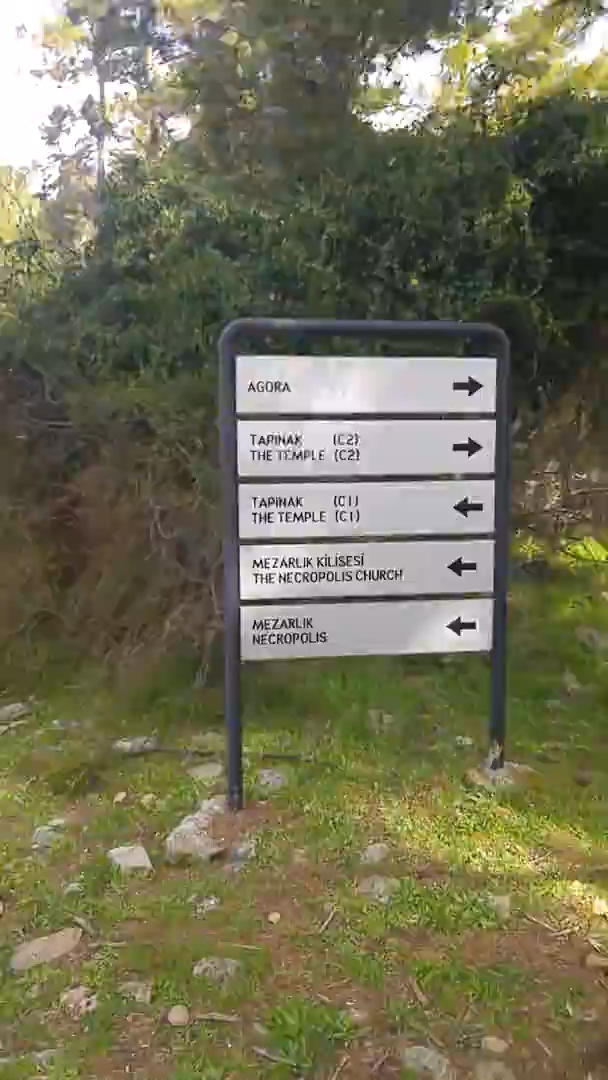 AGORA
TAPINAK (C2)
THE TEMPLE (C2)
TAPINAK (C1)
THE TEMPLE (C1)
MEZARLIK KİLİSESİ
THE NECROPOLIS CHURCH
MEZARLIK
NECROPOLIS